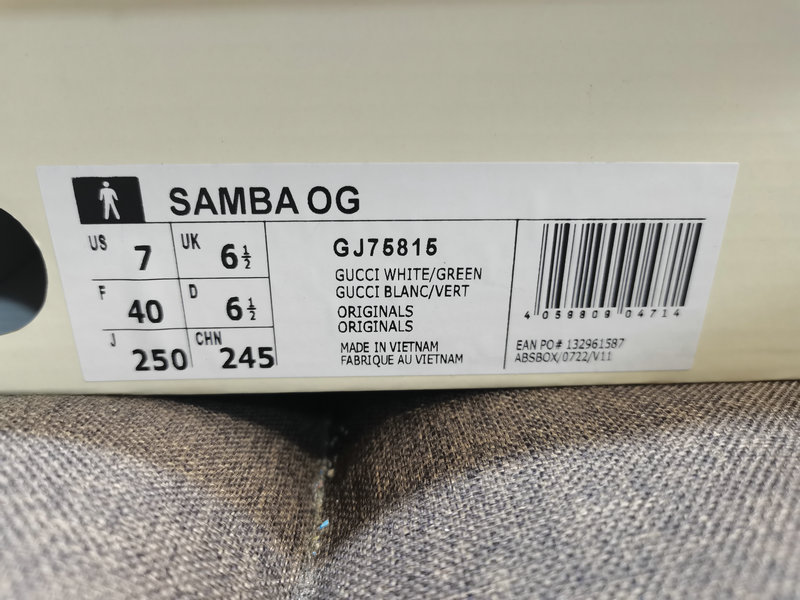 SAMBA OG
US 7 UK 6½
F 40 D 6½
J 250 CHN 245
GJ75815
GUCCI WHITE/GREEN
GUCCI BLANC/VERT
ORIGINALS
ORIGINALS
MADE IN VIETNAM
FABRIQUE AU VIETNAM
4 059809 04714
EAN PO# 132961587
ABSBOX/0722/V11